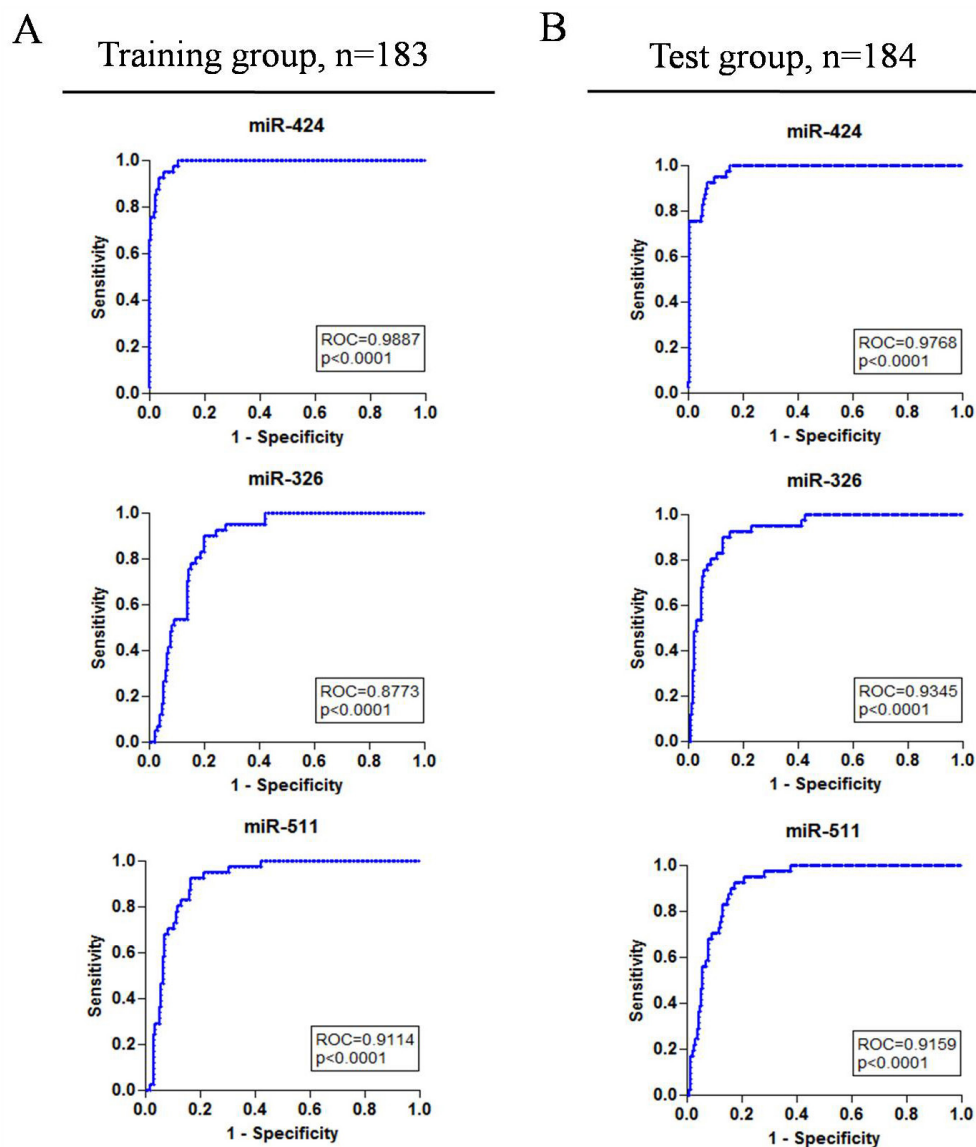 A
Training group, n=183
miR-424
1.0
0.8
0.6
0.4
0.2
0.0
Sensitivity
ROC=0.9887
p<0.0001
0.0 0.2 0.4 0.6 0.8 1.0
1 - Specificity
miR-326
1.0
0.8
0.6
0.4
0.2
0.0
Sensitivity
ROC=0.8773
p<0.0001
0.0 0.2 0.4 0.6 0.8 1.0
1 - Specificity
miR-511
1.0
0.8
0.6
0.4
0.2
0.0
Sensitivity
ROC=0.9114
p<0.0001
0.0 0.2 0.4 0.6 0.8 1.0
1 - Specificity
B
Test group, n=184
miR-424
1.0
0.8
0.6
0.4
0.2
0.0
Sensitivity
ROC=0.9768
p<0.0001
0.0 0.2 0.4 0.6 0.8 1.0
1 - Specificity
miR-326
1.0
0.8
0.6
0.4
0.2
0.0
Sensitivity
ROC=0.9345
p<0.0001
0.0 0.2 0.4 0.6 0.8 1.0
1 - Specificity
miR-511
1.0
0.8
0.6
0.4
0.2
0.0
Sensitivity
ROC=0.9159
p<0.0001
0.0 0.2 0.4 0.6 0.8 1.0
1 - Specificity